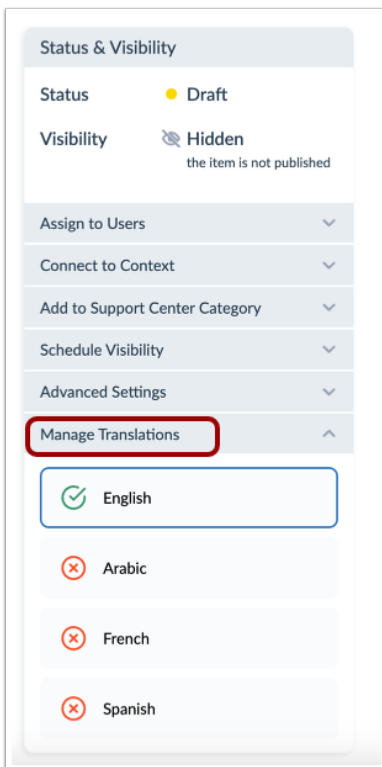 Status & Visibility
Status Draft
Visibility Hidden
the item is not published
Assign to Users
Connect to Context
Add to Support Center Category
Schedule Visibility
Advanced Settings
Manage Translations
English
Arabic
French
Spanish